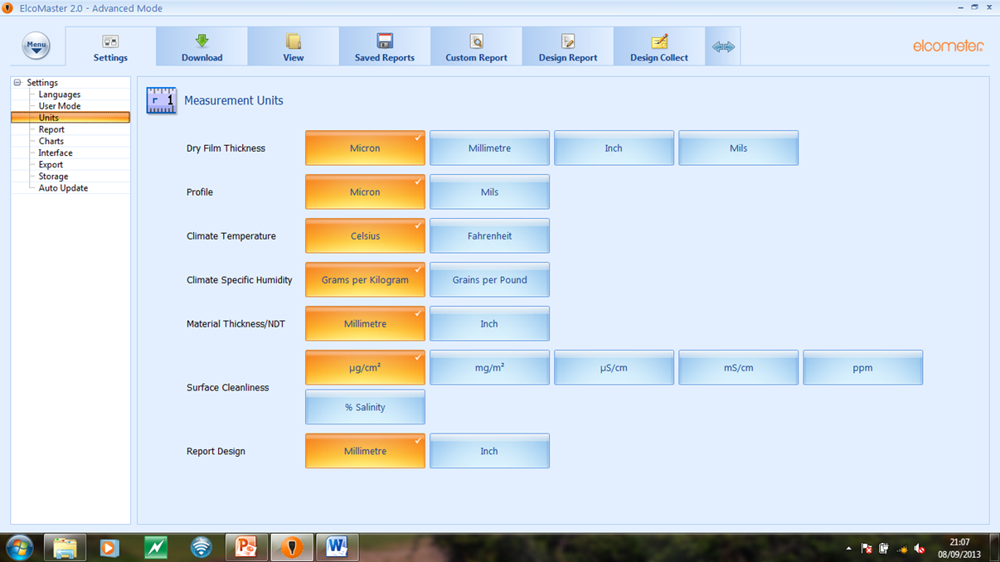 ElcoMaster 2.0 - Advanced Mode
Menu
Settings
Download
View
Saved Reports
Custom Report
Design Report
Design Collect
elcometer
Settings
Languages
User Mode
Units
Report
Charts
Interface
Export
Storage
Auto Update
r 1
Measurement Units
Dry Film Thickness Micron Millimetre Inch Mils
Profile Micron Mils
Climate Temperature Celsius Fahrenheit
Climate Specific Humidity Grams per Kilogram Grains per Pound
Material Thickness/NDT Millimetre Inch
Surface Cleanliness µg/cm² mg/m² µS/cm mS/cm ppm
% Salinity
Report Design Millimetre Inch
P
W
21:07
08/09/2013